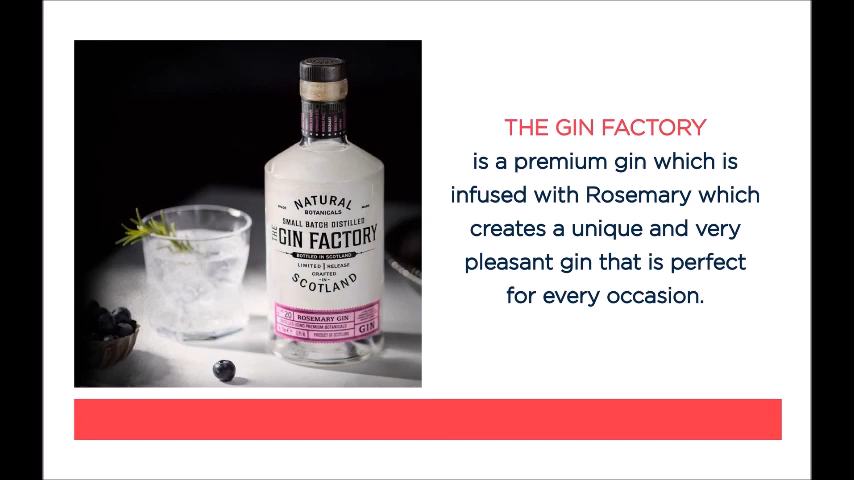 NATURAL
BOTANICALS
SMALL BATCH DISTILLED
THE GIN FACTORY
BOTTLED IN SCOTLAND
LIMITED RELEASE
CRAFTED
-IN-
SCOTLAND
20 ROSEMARY GIN
GIN
THE GIN FACTORY
is a premium gin which is
infused with Rosemary which
creates a unique and very
pleasant gin that is perfect
for every occasion.